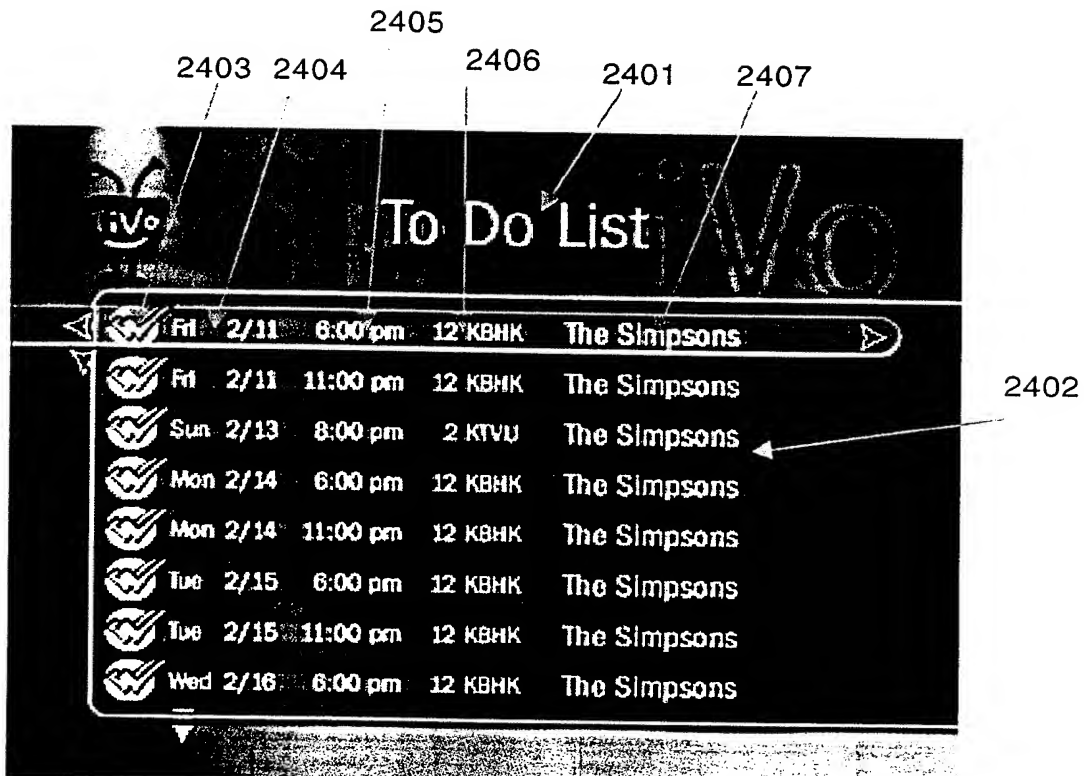 2405
2403 2404 2406 2401 2407
TiVo
To Do List
iVo
Fri 2/11 6:00 pm 12 KBHK The Simpsons
Fri 2/11 11:00 pm 12 KBHK The Simpsons
2402
Sun 2/13 8:00 pm 2 KTVU The Simpsons
Mon 2/14 6:00 pm 12 KBHK The Simpsons
Mon 2/14 11:00 pm 12 KBHK The Simpsons
Tue 2/15 6:00 pm 12 KBHK The Simpsons
Tue 2/15 11:00 pm 12 KBHK The Simpsons
Wed 2/16 6:00 pm 12 KBHK The Simpsons